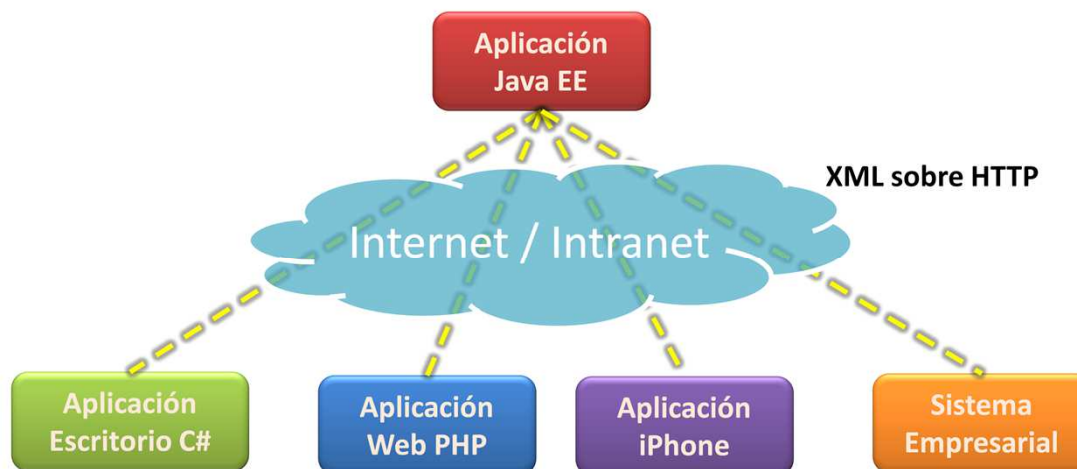 Aplicación
Java EE
XML sobre HTTP
Internet / Intranet
Aplicación
Escritorio C#
Aplicación
Web PHP
Aplicación
iPhone
Sistema
Empresarial